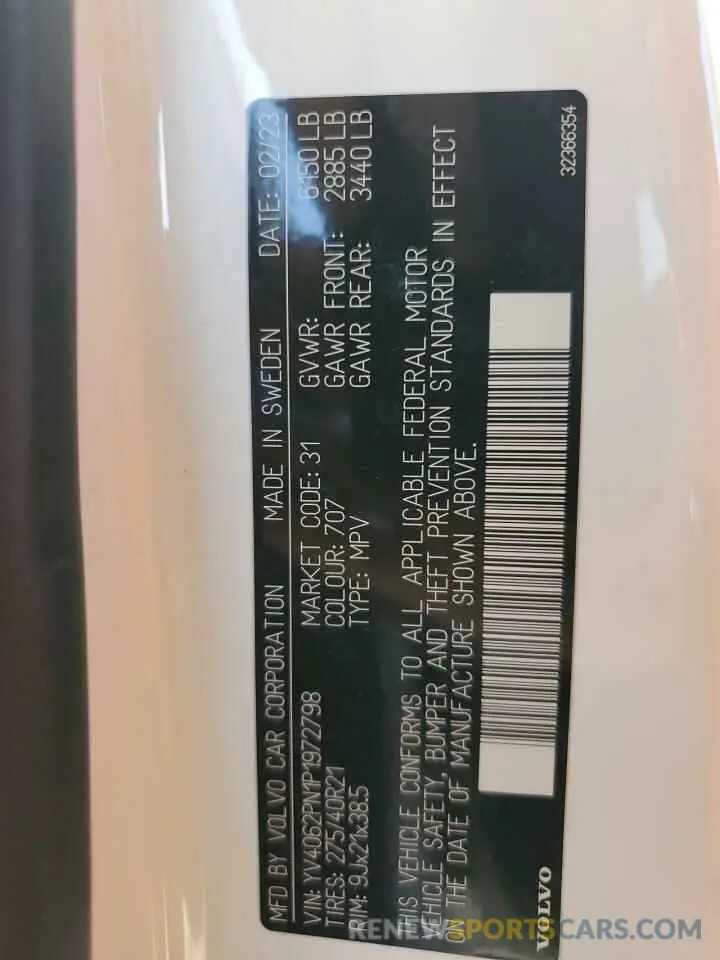 MFD BY VOLVO CAR CORPORATION MADE IN SWEDEN DATE: 02/23
VIN: YV4062PN1P1972798 MARKET CODE: 31 GVWR: 6150 LB
TIRES: 275/40R21 COLOUR: 707 GAWR FRONT: 2885 LB
RIM: 9Jx21x38.5 TYPE: MPV GAWR REAR: 3440 LB
THIS VEHICLE CONFORMS TO ALL APPLICABLE FEDERAL MOTOR
VEHICLE SAFETY, BUMPER AND THEFT PREVENTION STANDARDS IN EFFECT
ON THE DATE OF MANUFACTURE SHOWN ABOVE.
VOLVO
32366354
RENEWSPORTSCARS.COM